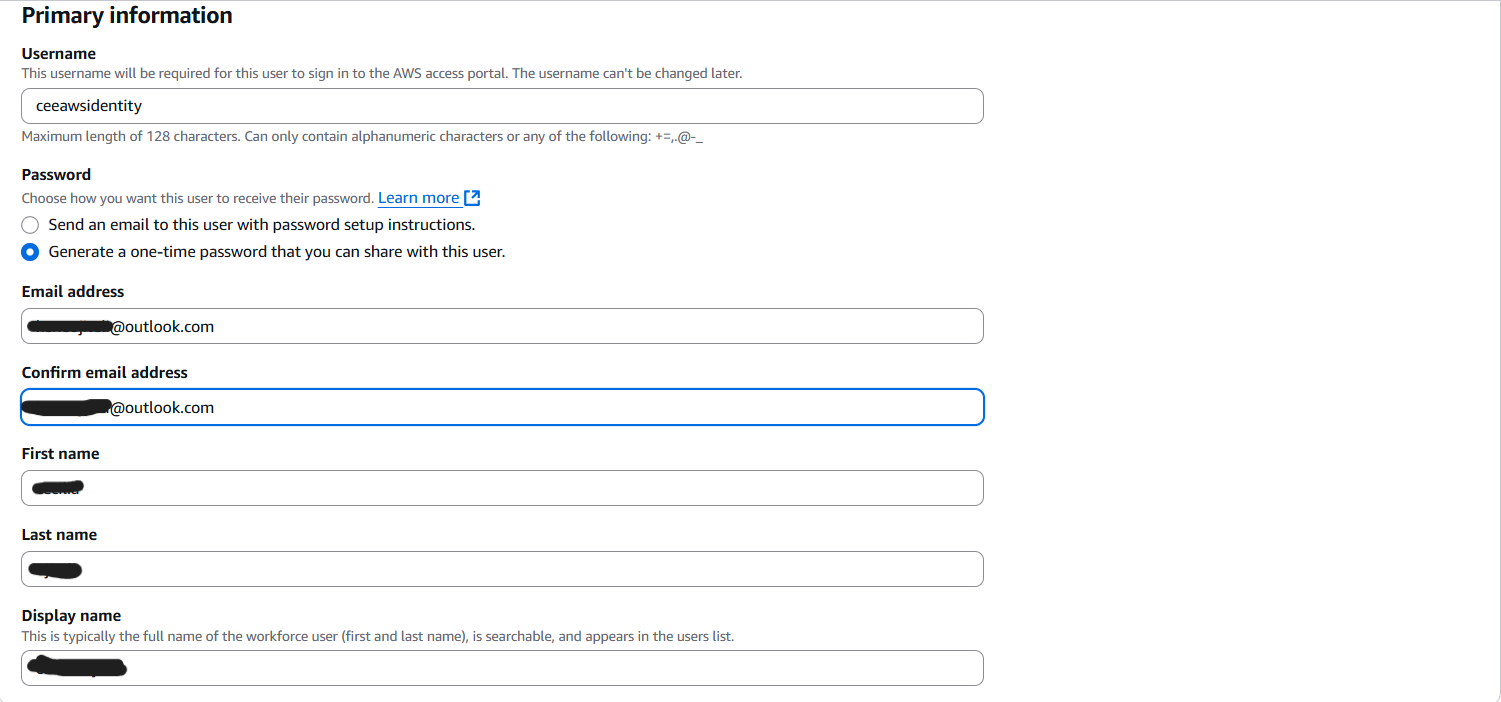 Primary information
Username
This username will be required for this user to sign in to the AWS access portal. The username can't be changed later.
ceeawsidentity
Maximum length of 128 characters. Can only contain alphanumeric characters or any of the following: +=,.@-_
Password
Choose how you want this user to receive their password. Learn more
Send an email to this user with password setup instructions.
Generate a one-time password that you can share with this user.
Email address
@outlook.com
Confirm email address
@outlook.com
First name
Last name
Display name
This is typically the full name of the workforce user (first and last name), is searchable, and appears in the users list.